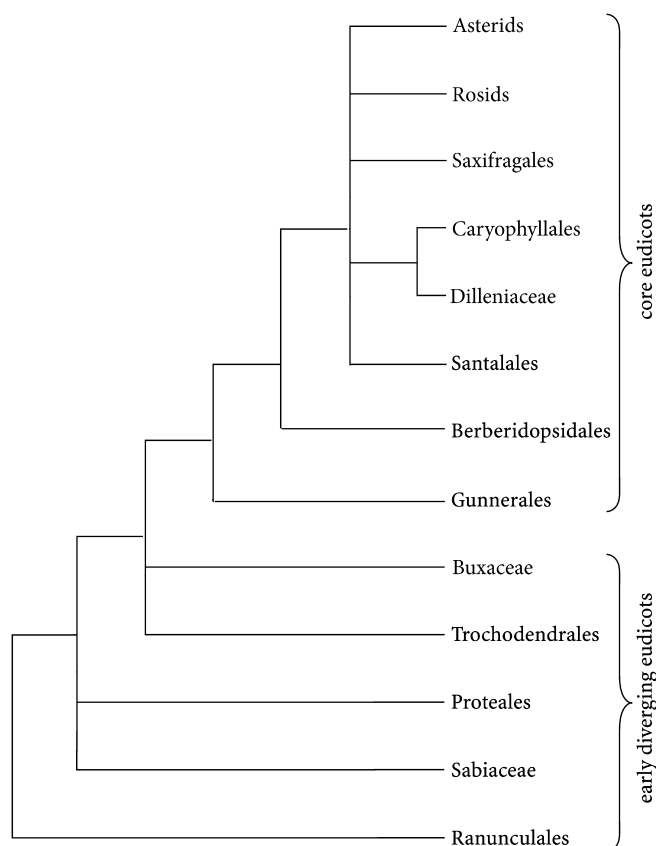 Asterids
Rosids
Saxifragales
Caryophyllales
Dilleniaceae
Santalales
Berberidopsidales
Gunnerales
core eudicots
Buxaceae
Trochodendrales
Proteales
Sabiaceae
Ranunculales
early diverging eudicots